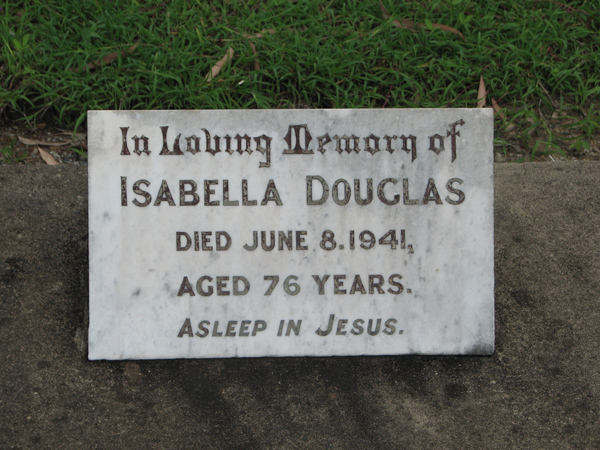 In Loving Memory of
ISABELLA DOUGLAS
DIED JUNE 8.1941,
AGED 76 YEARS.
ASLEEP IN JESUS.